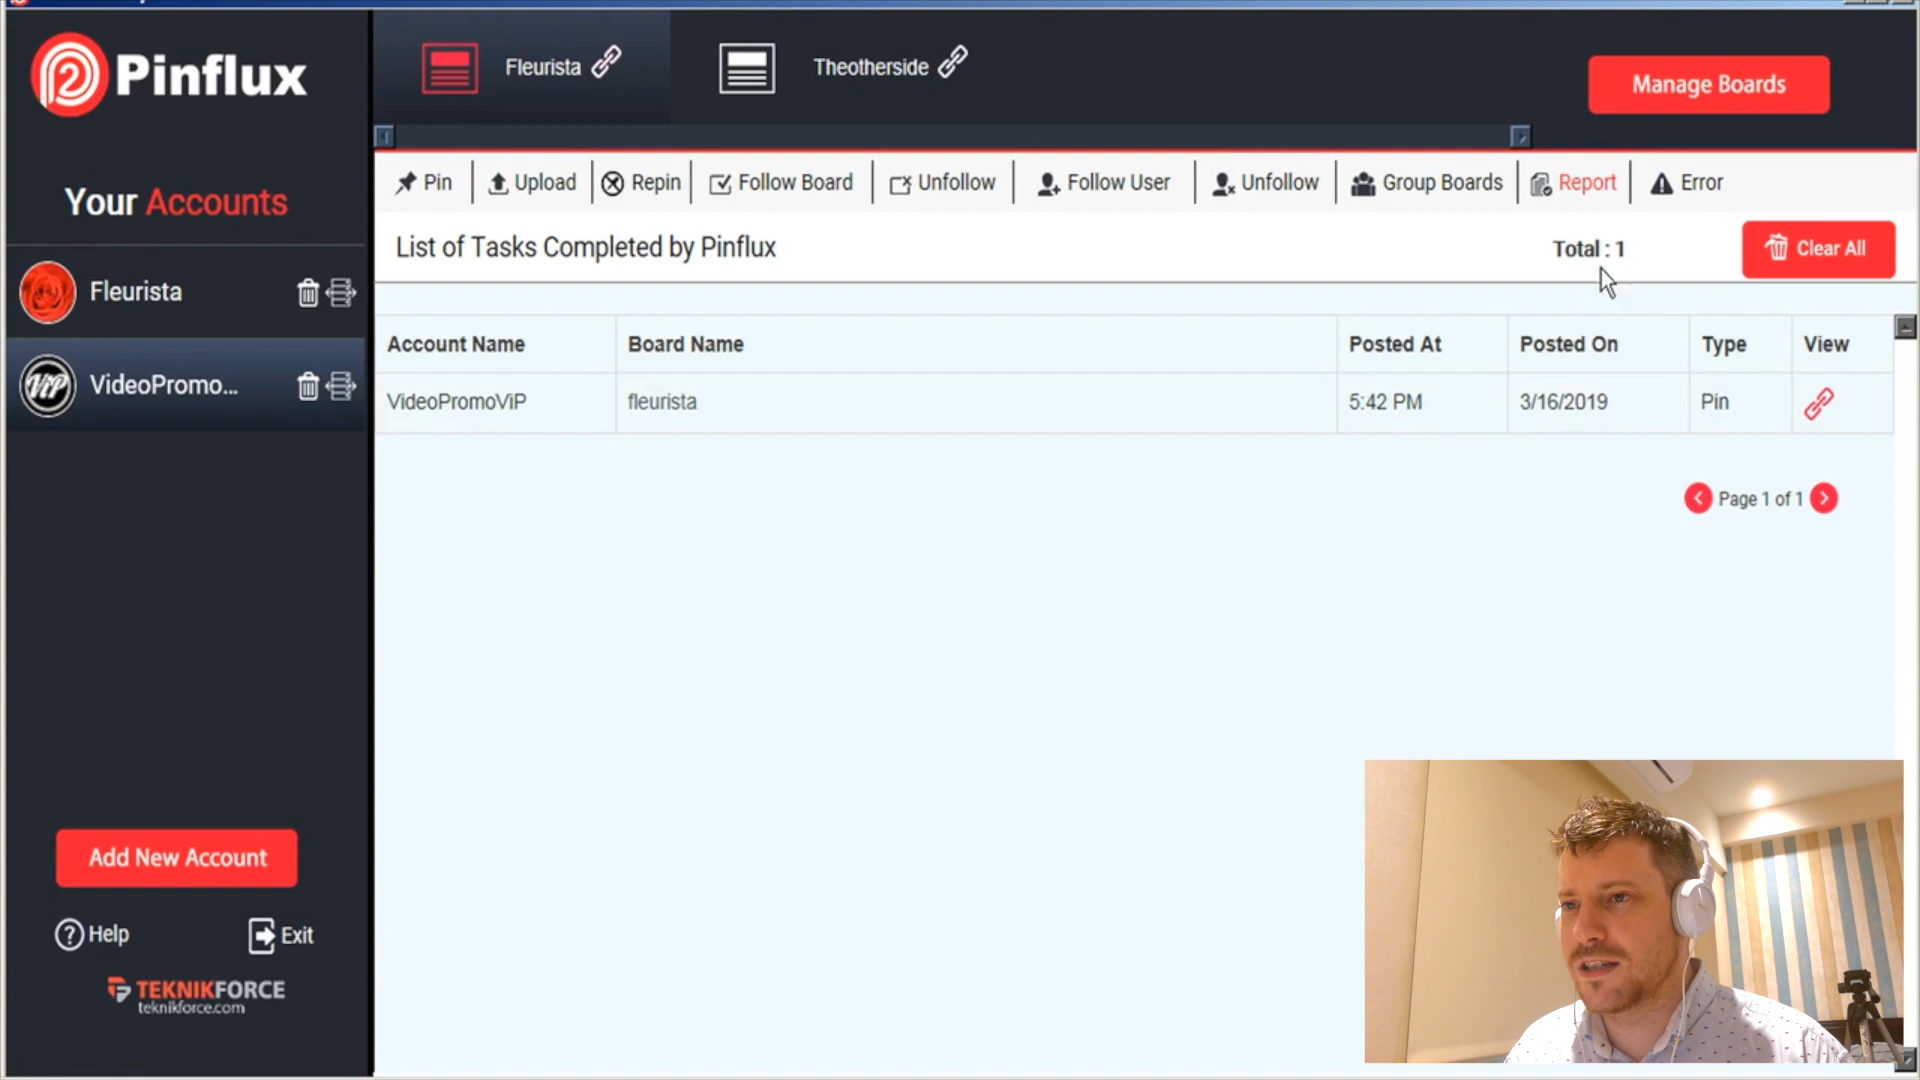 Pinflux
Fleurista
Theotherside
Manage Boards
Your Accounts
Pin
Upload
Repin
Follow Board
Unfollow
Follow User
Unfollow
Group Boards
Report
Error
List of Tasks Completed by Pinflux
Total : 1
Clear All
Fleurista
VideoPromo...
Account Name
Board Name
Posted At
Posted On
Type
View
VideoPromoViP
fleurista
5:42 PM
3/16/2019
Pin
Page 1 of 1
Add New Account
Help
Exit
TEKNIKFORCE
teknikforce.com
ViP